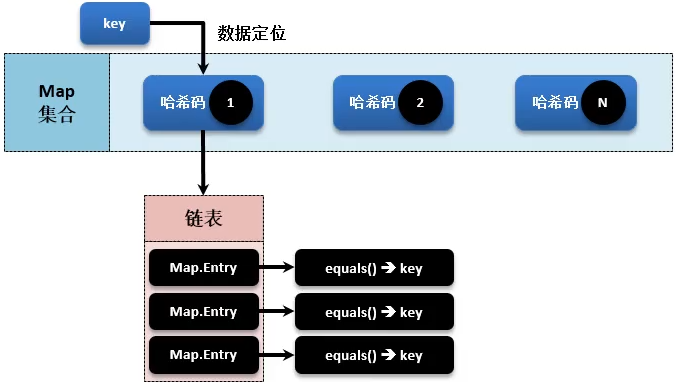 key
数据定位
Map
集合
哈希码 1
哈希码 2
哈希码 N
链表
Map.Entry
equals() → key
Map.Entry
equals() → key
Map.Entry
equals() → key